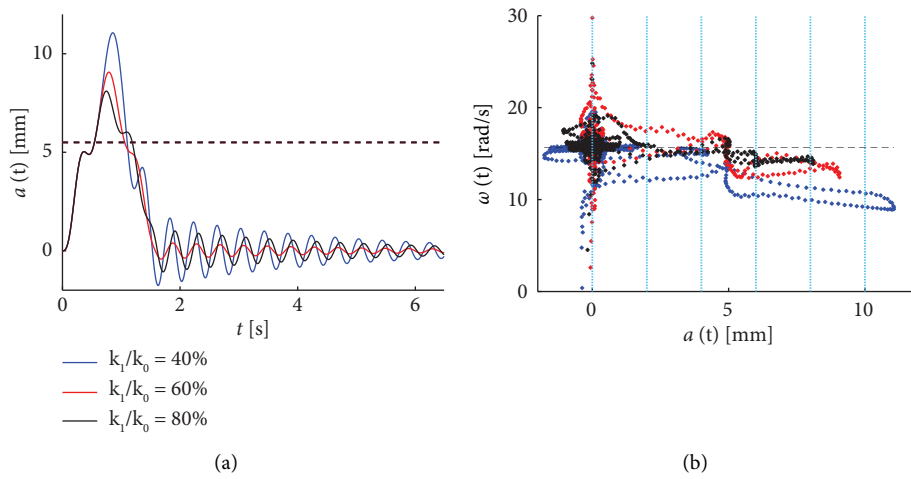 10
5
0
a (t) [mm]
0
2
4
6
t [s]
k₁/k₀ = 40%
k₁/k₀ = 60%
k₁/k₀ = 80%
(a)
30
20
10
0
ω (t) [rad/s]
0
5
10
a (t) [mm]
(b)